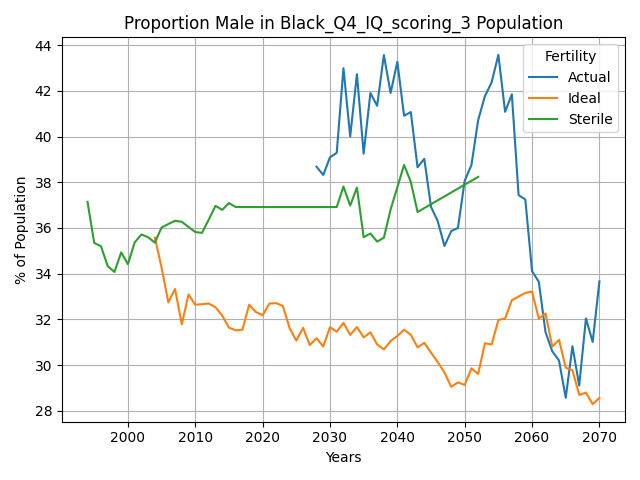 Proportion Male in Black_Q4_IQ_scoring_3 Population
44
42
40
38
36
34
32
30
28
% of Population
Fertility
Actual
Ideal
Sterile
2000
2010
2020
2030
2040
2050
2060
2070
Years